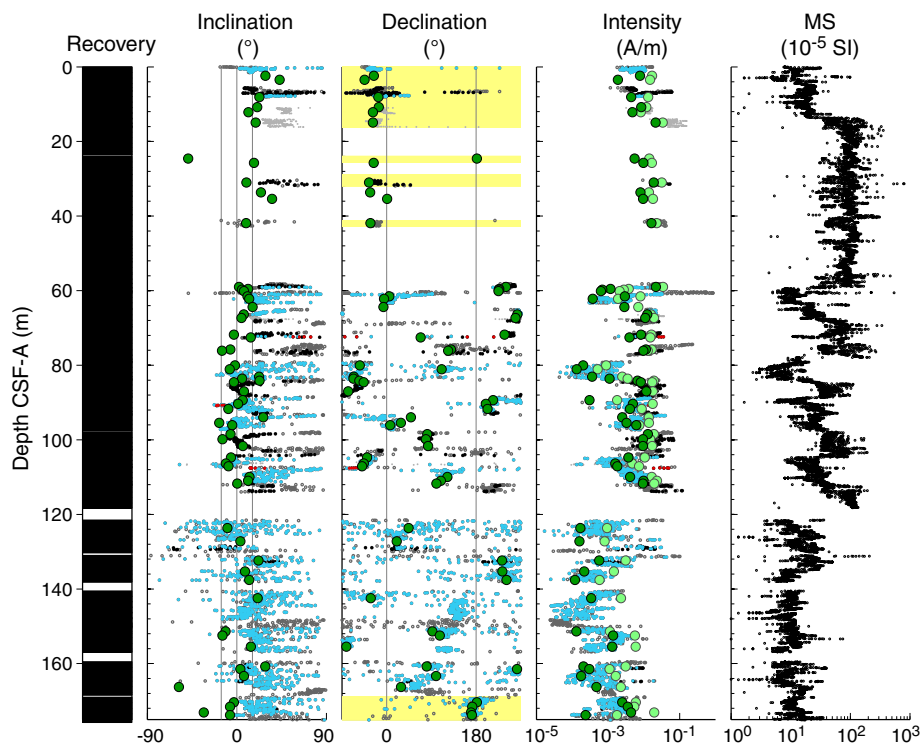 Recovery
Inclination
(°)
Declination
(°)
Intensity
(A/m)
MS
(10⁻⁵ SI)
Depth CSF-A (m)
0
20
40
60
80
100
120
140
160
-90 0 90
0 180
10⁻⁵ 10⁻³ 10⁻¹
10⁰ 10¹ 10² 10³